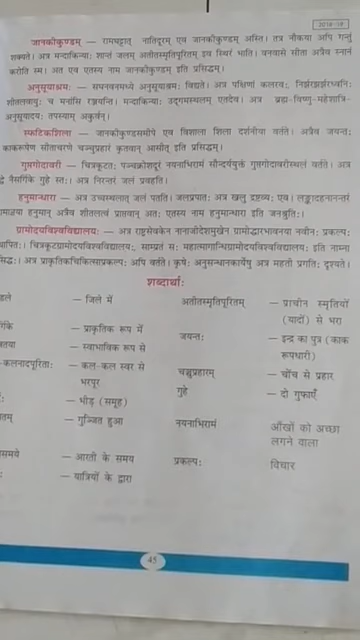 2018-19
जानकीकुण्डम् – रामघट्टात् नातिदूरम् एव जानकीकुण्डम् अस्ति। तत्र नौकया अपि गन्तुं
शक्यते। अत्र मन्दाकिन्याः शान्तं जलम् अतीतस्मृतिपूरितम् इव स्थिरं भाति। वनवासे सीता अत्रैव स्नानं
करोति स्म। अत एव एतस्य नाम जानकीकुण्डम् इति प्रसिद्धम्।
अनुसूयाश्रमः – सघनवनमध्ये अनुसूयाश्रमः विद्यते। अत्र पक्षिणां कलरवः, निर्झरझर्झरध्वनिः
शीतलवायुः च मनांसि रञ्जयन्ति। मन्दाकिन्याः उद्गमस्थलम् एतदेव। अत्र ब्रह्मा-विष्णु-महेशात्रि-
अनुसूयादयः तपस्याम् अकुर्वन्।
स्फटिकशिला – जानकीकुण्डसमीपे एव विशाला शिला दर्शनीया वर्तते। अत्रैव जयन्तः
काकरूपेण सीताचरणे चञ्चुप्रहारं कृतवान् आसीत् इति प्रसिद्धम्।
गुप्तगोदावरी – चित्रकूटतः पञ्चक्रोशदूरं नयनाभिरामं सौन्दर्ययुक्तं गुप्तगोदावरीस्थलं वर्तते। अत्र
द्वे नैसर्गिके गुहे स्तः। अत्र निरन्तरं जलं प्रवहति।
हनुमान्धारा – अत्र उच्चस्थलात् जलं पतति। जलप्रपातः अत्र खलु द्रष्टव्यः एव। लङ्कादहनानन्तरं
हनुमान् अत्रैव शीतलत्वं प्राप्तवान् अतः एतस्य नाम हनुमान्धारा इति जनश्रुतिः।
ग्रामोदयविश्वविद्यालयः – अत्र राष्ट्रसेवकेन नानाजीदेशमुखेन ग्रामोद्धारभावनया नवीनः प्रकल्पः
चित्रकूटग्रामोदयविश्वविद्यालयः, साम्प्रतं सः महात्मागान्धिग्रामोदयविश्वविद्यालयः इति नाम्ना
अत्र प्राकृतिकचिकित्साप्रकल्पः अपि वर्तते। कृषेः अनुसन्धानकार्येषु अत्र महती प्रगतिः दृश्यते।
शब्दार्थाः
– जिले में
– प्राकृतिक रूप में
– स्वाभाविक रूप से
– कल-कल स्वर से
भरपूर
– भीड़ (समूह)
– गुञ्जित हुआ
– आरती के समय
– यात्रियों के द्वारा
अतीतस्मृतिपूरितम् – प्राचीन स्मृतियों
(यादों) से भरा
जयन्तः – इन्द्र का पुत्र (काक
रूपधारी)
चञ्चुप्रहारम् – चोंच से प्रहार
गुहे – दो गुफाएँ
नयनाभिरामं आँखों को अच्छा
लगने वाला
प्रकल्पः विचार
45